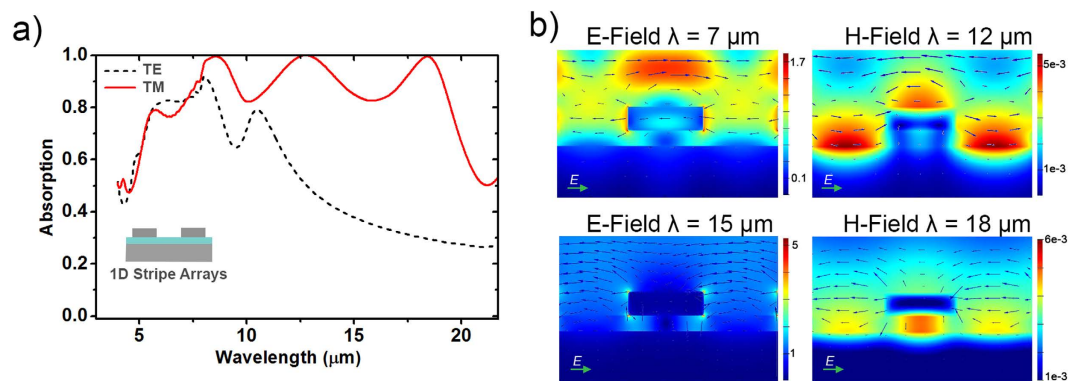 a)
Absorption
1.0
0.8
0.6
0.4
0.2
0.0
TE
TM
1D Stripe Arrays
5
10
15
20
Wavelength (μm)
b)
E-Field λ = 7 μm
1.7
0.1
E
H-Field λ = 12 μm
5e-3
1e-3
E
E-Field λ = 15 μm
5
1
E
H-Field λ = 18 μm
6e-3
1e-3
E